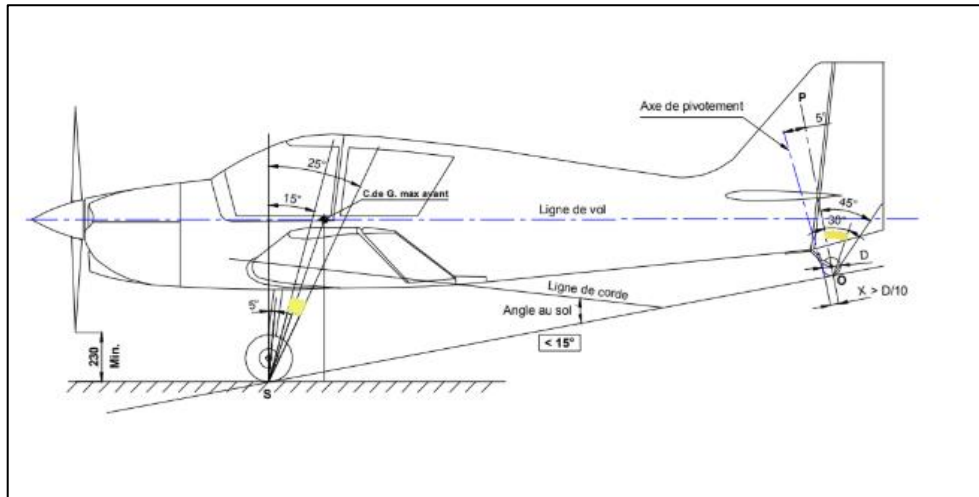 P
Axe de pivotement
5°
25°
15°
C.de G. max avant
Ligne de vol
45°
30°
D
O
X > D/10
Ligne de corde
Angle au sol
< 15°
5°
230
Min.
S